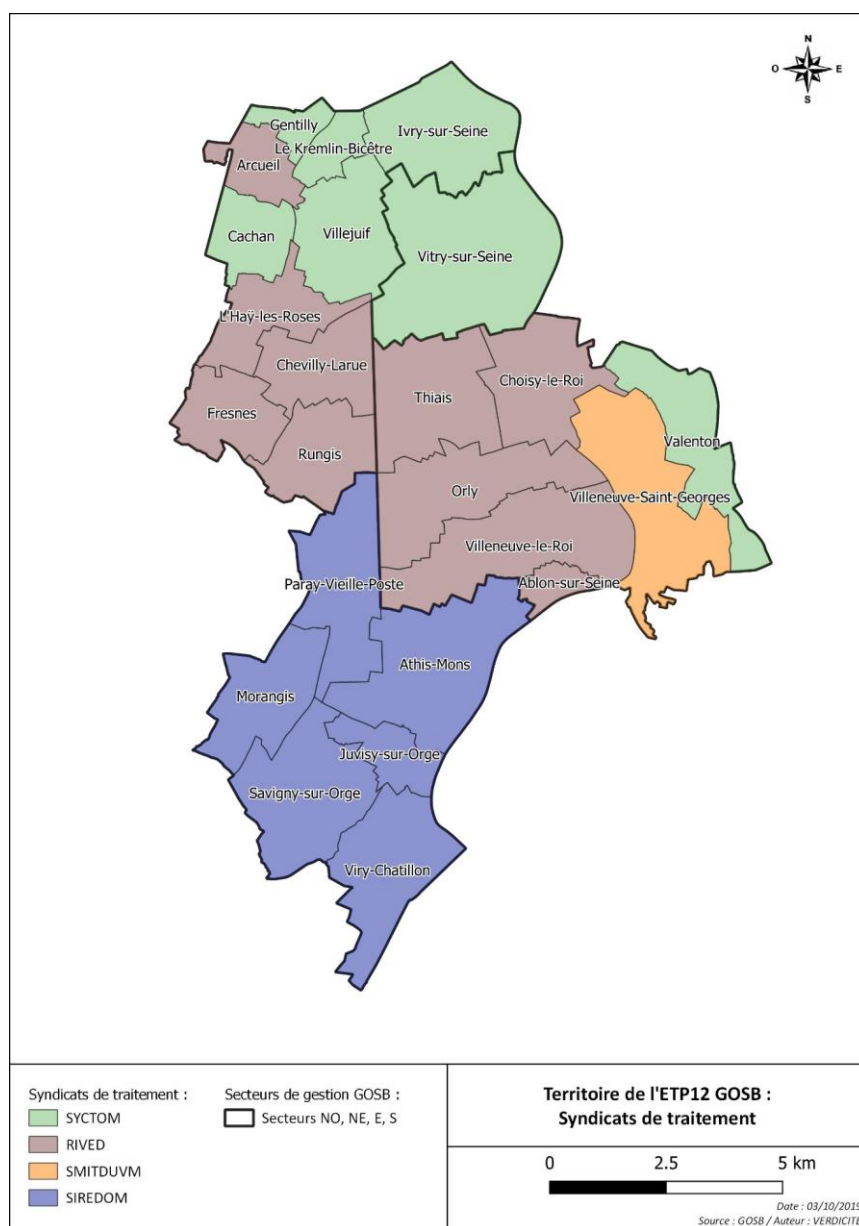 N
O E
S
Gentilly
Ivry-sur-Seine
Le Kremlin-Bicêtre
Arcueil
Cachan
Villejuif
Vitry-sur-Seine
L'Haÿ-les-Roses
Chevilly-Larue
Choisy-le-Roi
Thiais
Fresnes
Valenton
Rungis
Orly
Villeneuve-Saint-Georges
Villeneuve-le-Roi
Paray-Vieille-Poste
Ablon-sur-Seine
Athis-Mons
Morangis
Juvisy-sur-Orge
Savigny-sur-Orge
Viry-Chatillon
Syndicats de traitement :
SYCTOM
RIVED
SMITDUVM
SIREDOM
Secteurs de gestion GOSB :
Secteurs NO, NE, E, S
Territoire de l'ETP12 GOSB :
Syndicats de traitement
0 2.5 5 km
Date : 03/10/2019
Source : GOSB / Auteur : VERDICITE